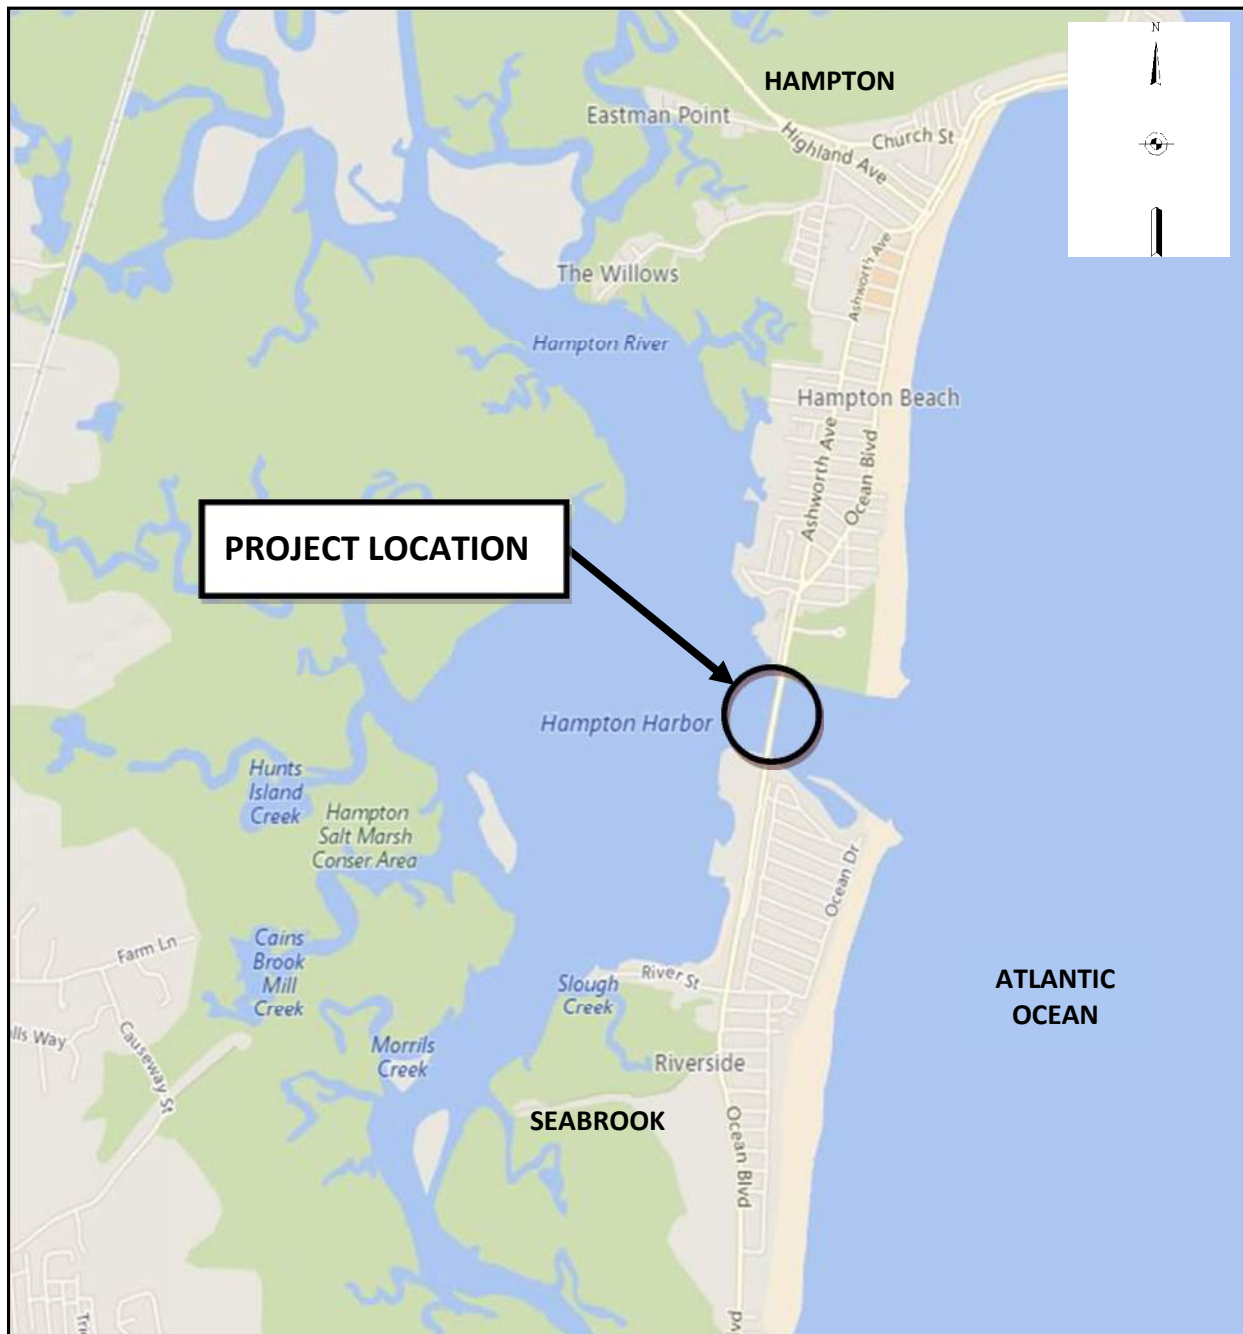 N
HAMPTON
Eastman Point
Church St
Highland Ave
The Willows
Ashworth Ave
Hampton River
Hampton Beach
Ashworth Ave
Ocean Blvd
PROJECT LOCATION
Hampton Harbor
Hunts
Island
Creek
Hampton
Salt Marsh
Conser Area
Ocean Dr
Farm Ln
Cains
Brook
Mill
Creek
Slough
Creek
River St
ATLANTIC
OCEAN
lls Way
Causeway St
Morrils
Creek
Riverside
SEABROOK
Ocean Blvd